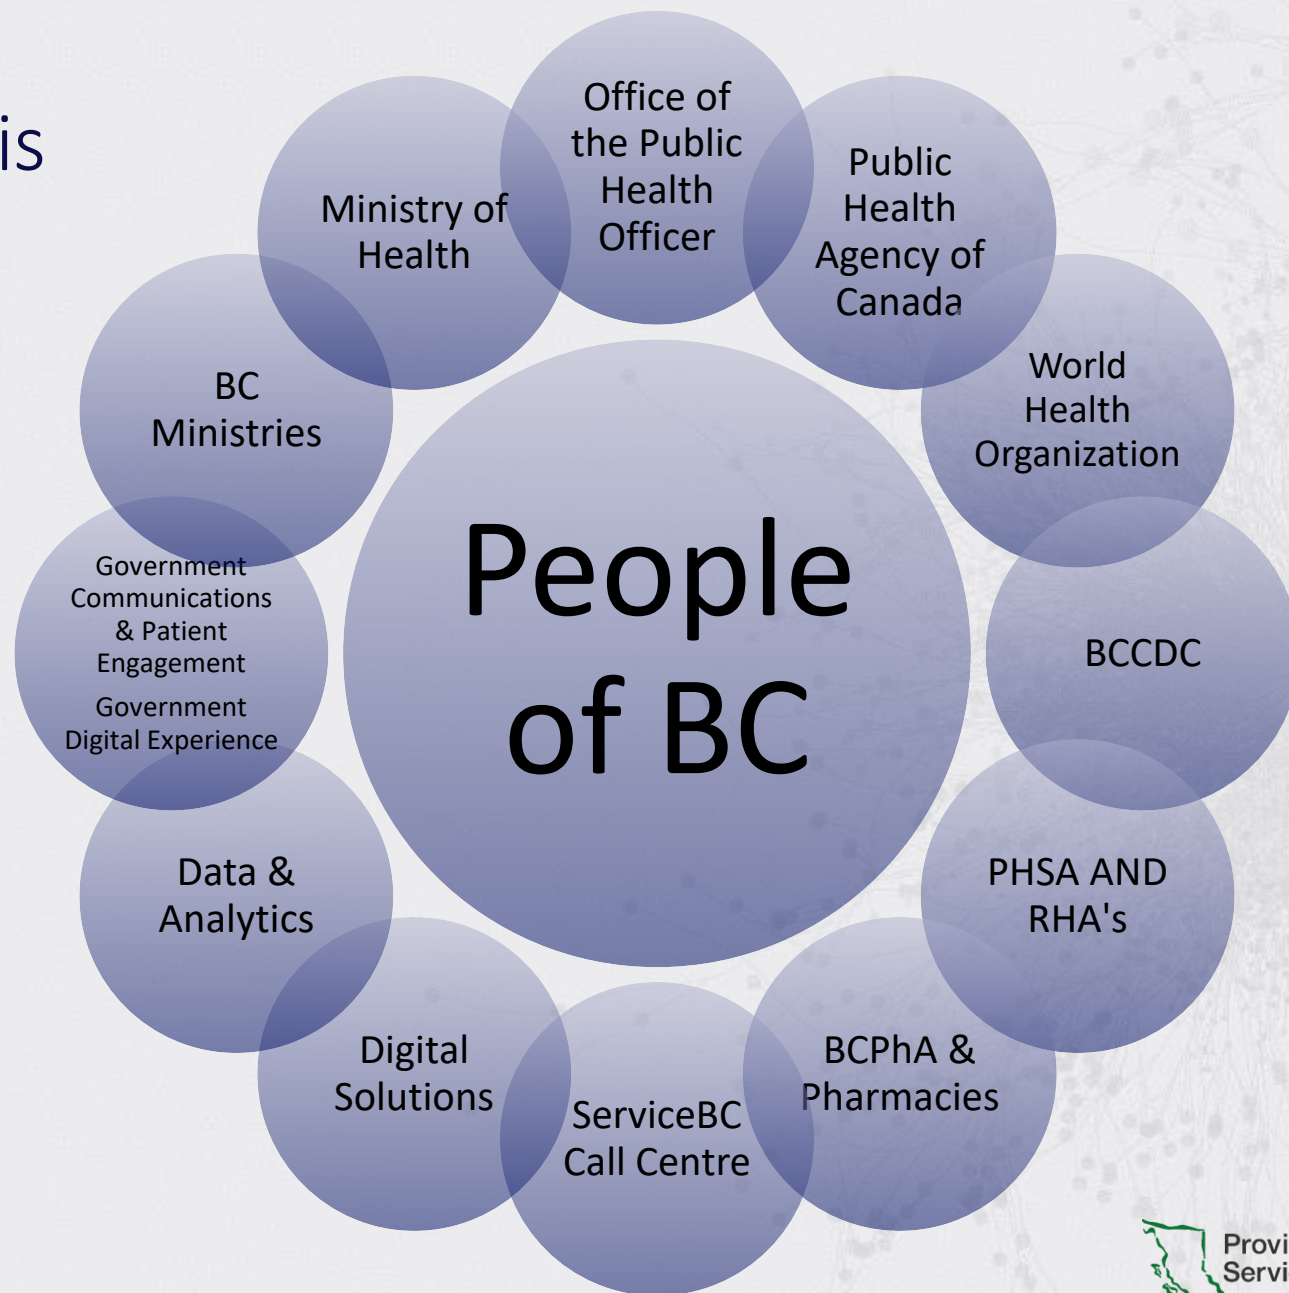 is
Office of
the Public
Health
Officer
Public
Health
Agency of
Canada
World
Health
Organization
BCCDC
PHSA AND
RHA's
BCPhA &
Pharmacies
ServiceBC
Call Centre
Digital
Solutions
Data &
Analytics
Government
Communications
& Patient
Engagement
Government
Digital Experience
BC
Ministries
Ministry of
Health
People
of BC
Provi
Servi